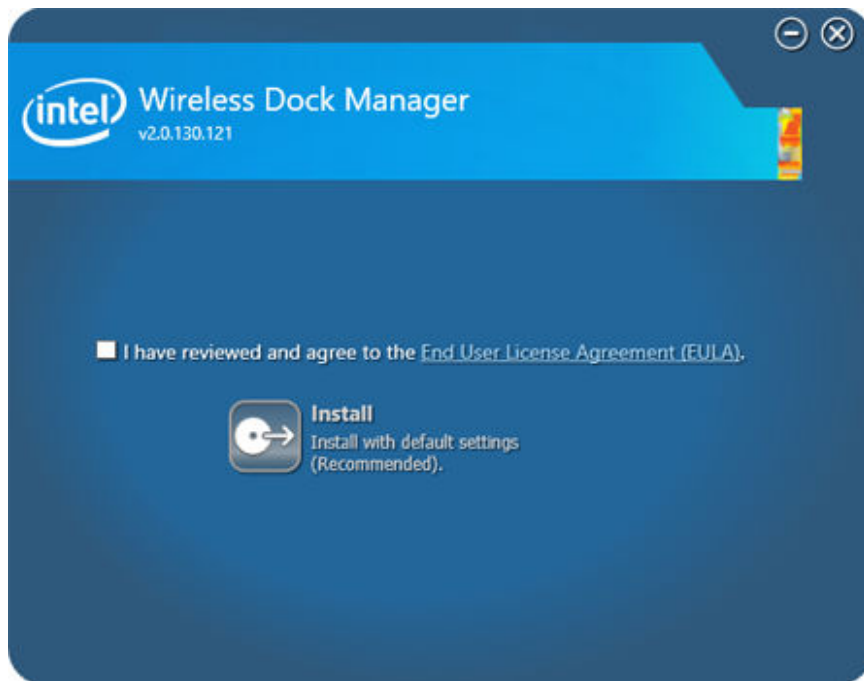 intel Wireless Dock Manager
v2.0.130.121
I have reviewed and agree to the End User License Agreement (EULA).
Install
Install with default settings
(Recommended).